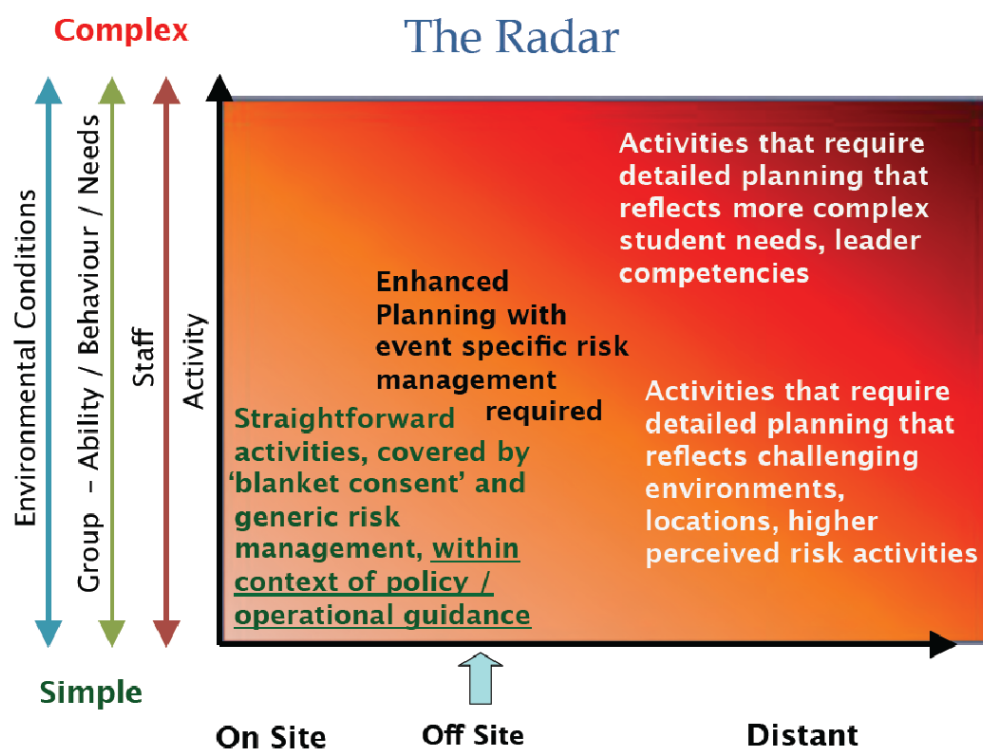 Complex
The Radar
Environmental Conditions
Group - Ability / Behaviour / Needs
Staff
Activity
Activities that require
detailed planning that
reflects more complex
student needs, leader
competencies
Enhanced
Planning with
event specific risk
management
required
Straightforward
activities, covered by
‘blanket consent’ and
generic risk
management, within
context of policy /
operational guidance
Activities that require
detailed planning that
reflects challenging
environments,
locations, higher
perceived risk activities
Simple
On Site
Off Site
Distant